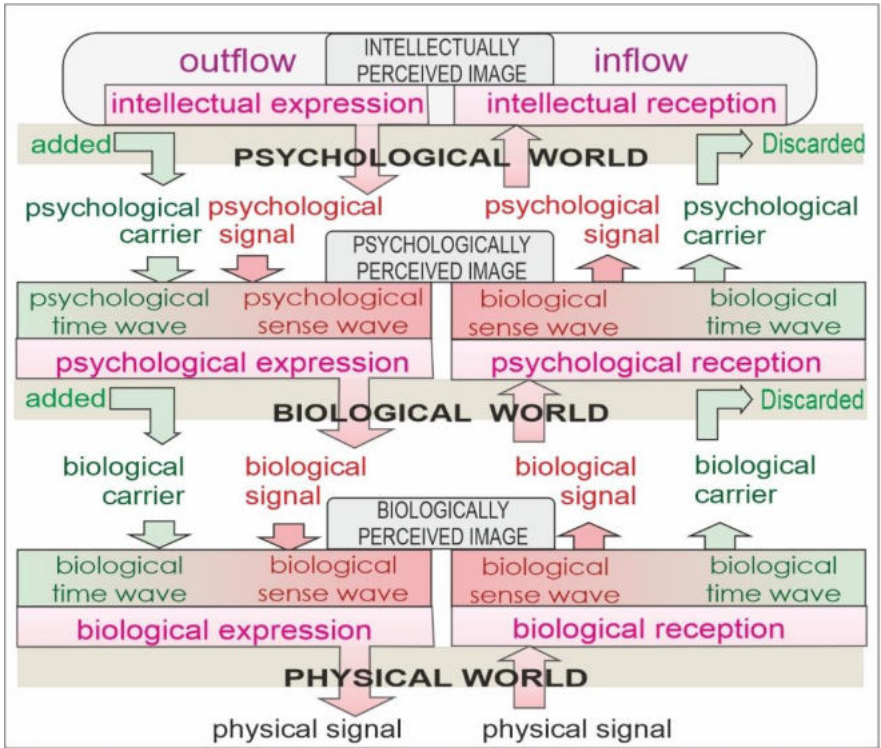 outflow
INTELLECTUALLY
PERCEIVED IMAGE
inflow
intellectual expression
intellectual reception
added
PSYCHOLOGICAL WORLD
Discarded
psychological
carrier
psychological
signal
psychological
signal
psychological
carrier
PSYCHOLOGICALLY
PERCEIVED IMAGE
psychological
time wave
psychological
sense wave
biological
sense wave
biological
time wave
psychological expression
psychological reception
added
BIOLOGICAL WORLD
Discarded
biological
carrier
biological
signal
biological
signal
biological
carrier
BIOLOGICALLY
PERCEIVED IMAGE
biological
time wave
biological
sense wave
biological
sense wave
biological
time wave
biological expression
biological reception
PHYSICAL WORLD
physical signal
physical signal